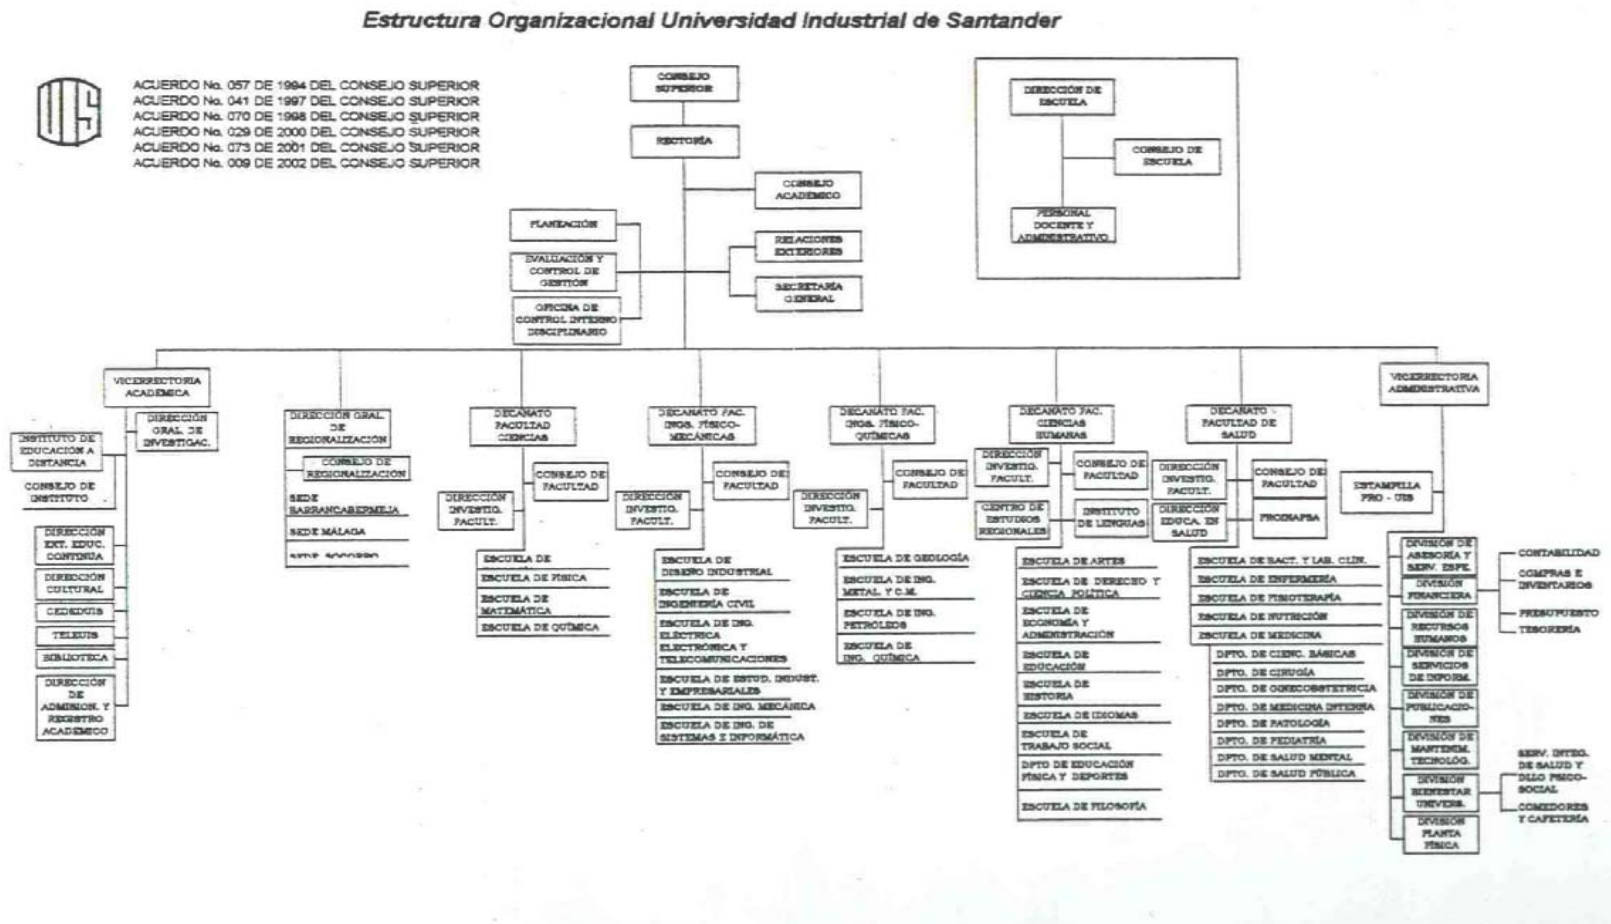 Estructura Organizacional Universidad Industrial de Santander
UIS
ACUERDO No. 057 DE 1994 DEL CONSEJO SUPERIOR
ACUERDO No. 041 DE 1997 DEL CONSEJO SUPERIOR
ACUERDO No. 070 DE 1998 DEL CONSEJO SUPERIOR
ACUERDO No. 029 DE 2000 DEL CONSEJO SUPERIOR
ACUERDO No. 073 DE 2001 DEL CONSEJO SUPERIOR
ACUERDO No. 009 DE 2002 DEL CONSEJO SUPERIOR
CONSEJO
SUPERIOR
RECTORÍA
CONSEJO
ACADÉMICO
PLANEACIÓN
EVALUACIÓN Y
CONTROL DE
GESTIÓN
OFICINA DE
CONTROL INTERNO
DISCIPLINARIO
RELACIONES
EXTERIORES
SECRETARÍA
GENERAL
DIRECCIÓN DE
ESCUELA
CONSEJO DE
ESCUELA
PERSONAL
DOCENTE Y
ADMINISTRATIVO
VICERRECTORIA
ACADÉMICA
DIRECCIÓN
GRAL. DE
INVESTIGAC.
INSTITUTO DE
EDUCACIÓN A
DISTANCIA
CONSEJO DE
INSTITUTO
DIRECCIÓN
EXT. EDUC.
CONTINUA
DIRECCIÓN
CULTURAL
CEDEDUIS
TELEUIS
BIBLIOTECA
DIRECCIÓN
DE
ADMISION. Y
REGISTRO
ACADÉMICO
DIRECCIÓN GRAL.
DE
REGIONALIZACIÓN
CONSEJO DE
REGIONALIZACIÓN
SEDE
BARRANCABERMEJA
SEDE MÁLAGA
SEDE SOCORRO
DECANATO
FACULTAD
CIENCIAS
CONSEJO DE
FACULTAD
DIRECCIÓN
INVESTIG.
FACULT.
ESCUELA DE
ESCUELA DE FÍSICA
ESCUELA DE
MATEMÁTICA
ESCUELA DE QUÍMICA
DECANATO FAC.
INGS. FÍSICO-
MECÁNICAS
CONSEJO DE
FACULTAD
DIRECCIÓN
INVESTIG.
FACULT.
ESCUELA DE
DISEÑO INDUSTRIAL
ESCUELA DE
INGENIERÍA CIVIL
ESCUELA DE ING.
ELÉCTRICA
ELECTRÓNICA Y
TELECOMUNICACIONES
ESCUELA DE ESTUD. INDUST.
Y EMPRESARIALES
ESCUELA DE ING. MECÁNICA
ESCUELA DE ING. DE
SISTEMAS E INFORMÁTICA
DECANATO FAC.
INGS. FÍSICO-
QUÍMICAS
CONSEJO DE
FACULTAD
DIRECCIÓN
INVESTIG.
FACULT.
ESCUELA DE GEOLOGÍA
ESCUELA DE ING.
METAL. Y C.M.
ESCUELA DE ING.
PETRÓLEOS
ESCUELA DE
ING. QUÍMICA
DECANATO FAC.
CIENCIAS
HUMANAS
DIRECCIÓN
INVESTIG.
FACULT.
CONSEJO DE
FACULTAD
CENTRO DE
ESTUDIOS
REGIONALES
INSTITUTO
DE LENGUAS
ESCUELA DE ARTES
ESCUELA DE DERECHO Y
CIENCIA POLÍTICA
ESCUELA DE
ECONOMÍA Y
ADMINISTRACIÓN
ESCUELA DE
EDUCACIÓN
ESCUELA DE
HISTORIA
ESCUELA DE IDIOMAS
ESCUELA DE
TRABAJO SOCIAL
DPTO DE EDUCACIÓN
FÍSICA Y DEPORTES
ESCUELA DE FILOSOFÍA
DECANATO -
FACULTAD DE
SALUD
DIRECCIÓN
INVESTIG.
FACULT.
CONSEJO DE
FACULTAD
DIRECCIÓN
EDUCA. EN
SALUD
PROINAPSA
ESCUELA DE BACT. Y LAB. CLÍN.
ESCUELA DE ENFERMERÍA
ESCUELA DE FISIOTERAPÍA
ESCUELA DE NUTRICIÓN
ESCUELA DE MEDICINA
DPTO. DE CIENC. BÁSICAS
DPTO. DE CIRUGÍA
DPTO. DE GINECOBSTETRICIA
DPTO. DE MEDICINA INTERNA
DPTO. DE PATOLOGÍA
DPTO. DE PEDIATRÍA
DPTO. DE SALUD MENTAL
DPTO. DE SALUD PÚBLICA
VICERRECTORIA
ADMINISTRATIVA
ESTAMPILLA
PRO - UIS
DIVISIÓN DE
ASESORÍA Y
SERV. ESPE.
DIVISIÓN
FINANCIERA
DIVISIÓN DE
RECURSOS
HUMANOS
DIVISIÓN DE
SERVICIOS
DE INFORM.
DIVISIÓN DE
PUBLICACIO-
NES
DIVISIÓN DE
MANTENIM.
TECNOLÓG.
DIVISIÓN
BIENESTAR
UNIVERS.
DIVISIÓN
PLANTA
FÍSICA
CONTABILIDAD
COMPRAS E
INVENTARIOS
PRESUPUESTO
TESORERÍA
SERV. INTEG.
DE SALUD Y
DLLO PSICO-
SOCIAL
COMEDORES
Y CAFETERÍA